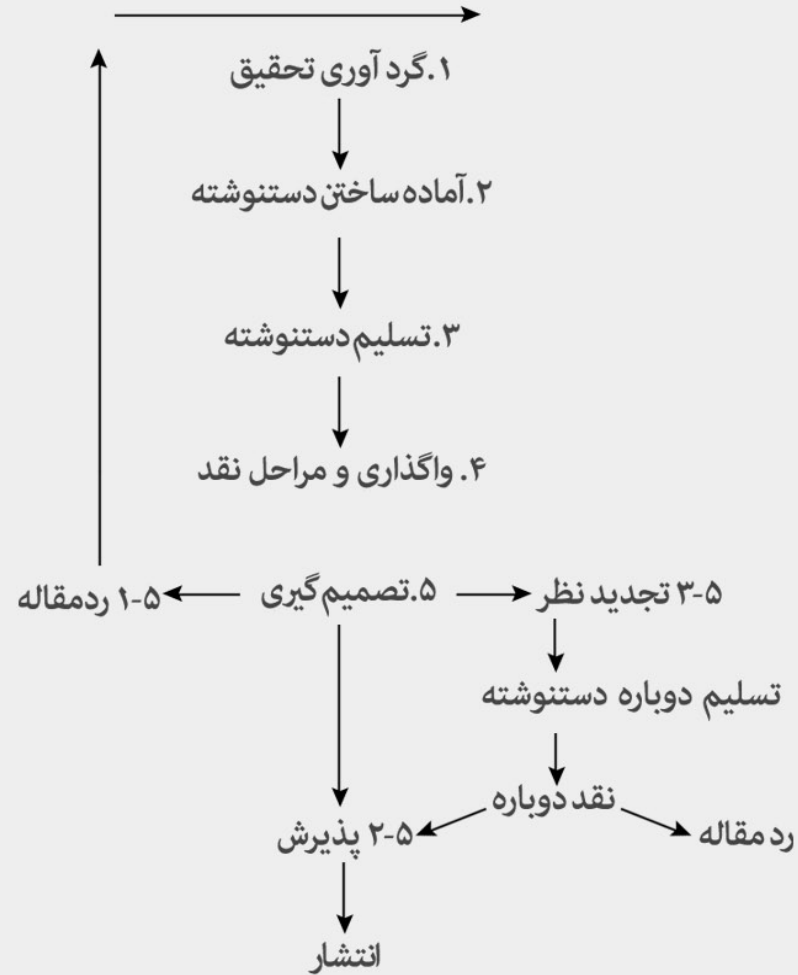 ۱.گرد آوری تحقیق
۲.آماده ساختن دستنوشته
۳.تسلیم دستنوشته
۴. واگذاری و مراحل نقد
۳-۵ تجدید نظر
۵.تصمیم گیری
۱-۵ ردمقاله
تسلیم دوباره دستنوشته
نقد دوباره
رد مقاله
۲-۵ پذیرش
انتشار